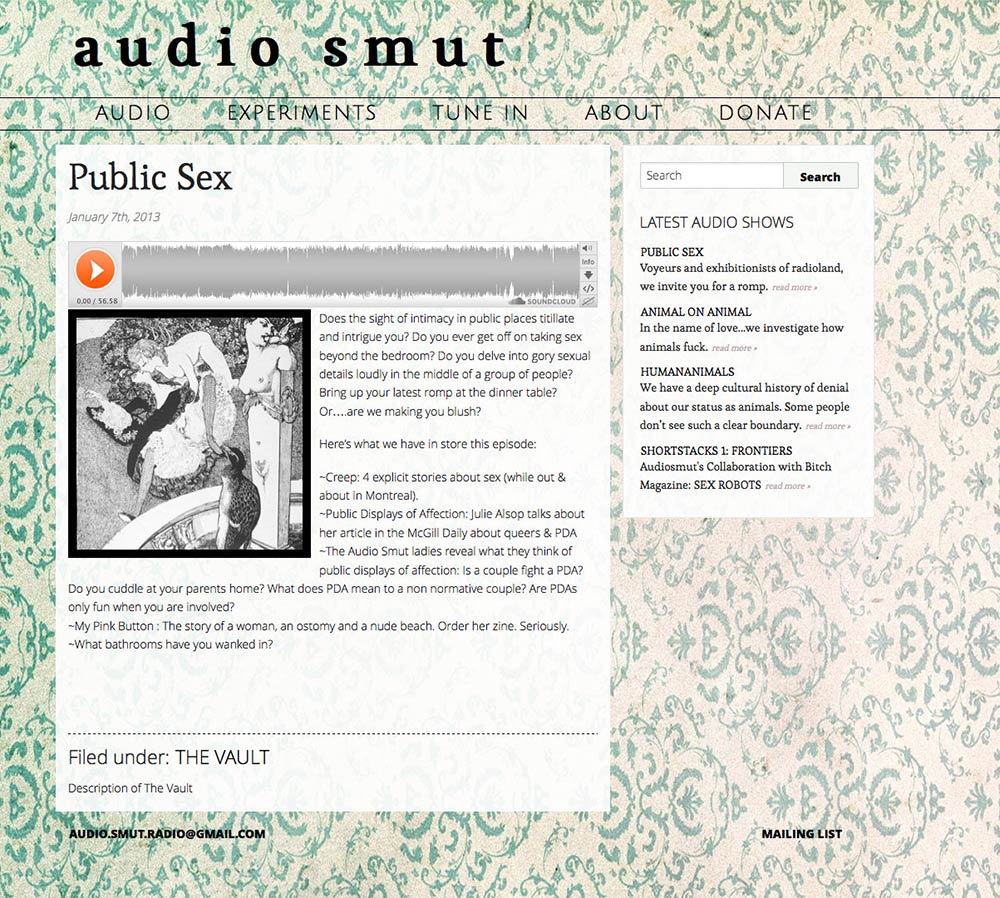 audio smut
AUDIO EXPERIMENTS TUNE IN ABOUT DONATE
Public Sex
January 7th, 2013
0.00 / 56.58
Info
SOUNDCLOUD
Does the sight of intimacy in public places titillate
and intrigue you? Do you ever get off on taking sex
beyond the bedroom? Do you delve into gory sexual
details loudly in the middle of a group of people?
Bring up your latest romp at the dinner table?
Or….are we making you blush?
Here's what we have in store this episode:
~Creep: 4 explicit stories about sex (while out &
about in Montreal).
~Public Displays of Affection: Julie Alsop talks about
her article in the McGill Daily about queers & PDA
~The Audio Smut ladies reveal what they think of
public displays of affection: Is a couple fight a PDA?
Do you cuddle at your parents home? What does PDA mean to a non normative couple? Are PDAs
only fun when you are involved?
~My Pink Button : The story of a woman, an ostomy and a nude beach. Order her zine. Seriously.
~What bathrooms have you wanked in?
Filed under: THE VAULT
Description of The Vault
Search Search
LATEST AUDIO SHOWS
PUBLIC SEX
Voyeurs and exhibitionists of radioland,
we invite you for a romp. read more »
ANIMAL ON ANIMAL
In the name of love...we investigate how
animals fuck. read more »
HUMANANIMALS
We have a deep cultural history of denial
about our status as animals. Some people
don't see such a clear boundary. read more »
SHORTSTACKS 1: FRONTIERS
Audiosmut's Collaboration with Bitch
Magazine: SEX ROBOTS read more »
AUDIO.SMUT.RADIO@GMAIL.COM MAILING LIST